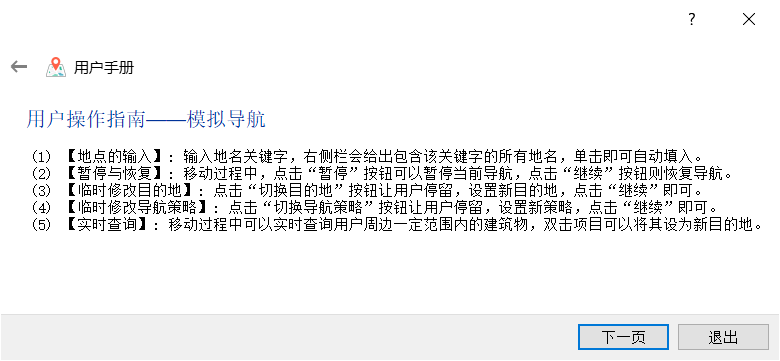 ?
用户手册
用户操作指南——模拟导航
(1) 【地点的输入】：输入地名关键字，右侧栏会给出包含该关键字的所有地名，单击即可自动填入。
(2) 【暂停与恢复】：移动过程中，点击“暂停”按钮可以暂停当前导航，点击“继续”按钮则恢复导航。
(3) 【临时修改目的地】：点击“切换目的地”按钮让用户停留，设置新目的地，点击“继续”即可。
(4) 【临时修改导航策略】：点击“切换导航策略”按钮让用户停留，设置新策略，点击“继续”即可。
(5) 【实时查询】：移动过程中可以实时查询用户周边一定范围内的建筑物，双击项目可以将其设为新目的地。
下一页 退出